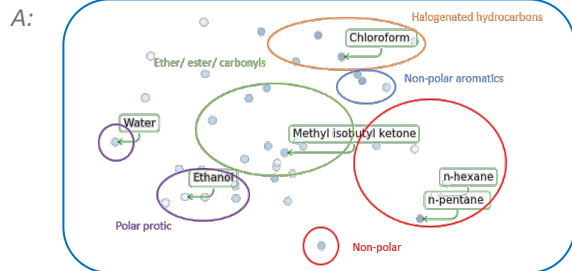 A:
Halogenated hydrocarbons
Chloroform
Ether/ ester/ carbonyls
Non-polar aromatics
Water
Methyl isobutyl ketone
Ethanol
n-hexane
n-pentane
Polar protic
Non-polar